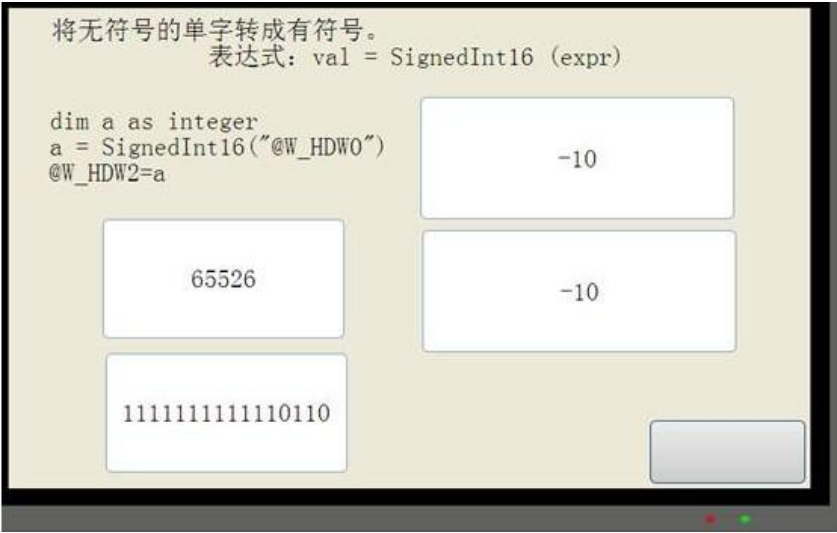 将无符号的单字转成有符号。
表达式：val = SignedInt16 (expr)
dim a as integer
a = SignedInt16("@W_HDW0")
@W_HDW2=a
-10
65526
-10
1111111111110110